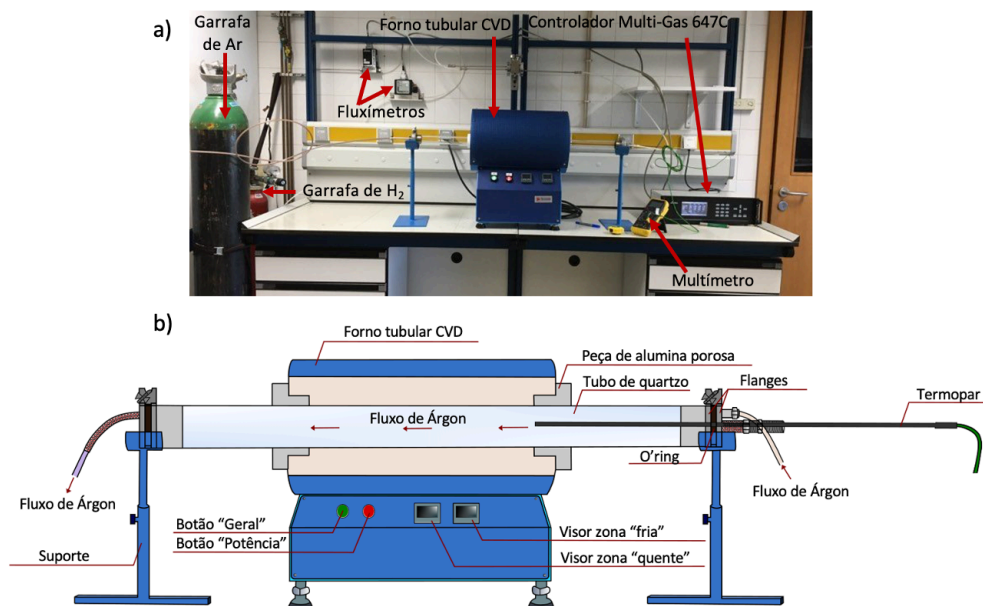 a)
Garrafa
de Ar
Forno tubular CVD
Controlador Multi-Gas 647C
Fluxímetros
Garrafa de H₂
Multímetro
b)
Forno tubular CVD
Peça de alumina porosa
Tubo de quartzo
Flanges
Termopar
Fluxo de Árgon
O'ring
Fluxo de Árgon
Fluxo de Árgon
Botão “Geral”
Botão “Potência”
Visor zona “fria”
Visor zona “quente”
Suporte